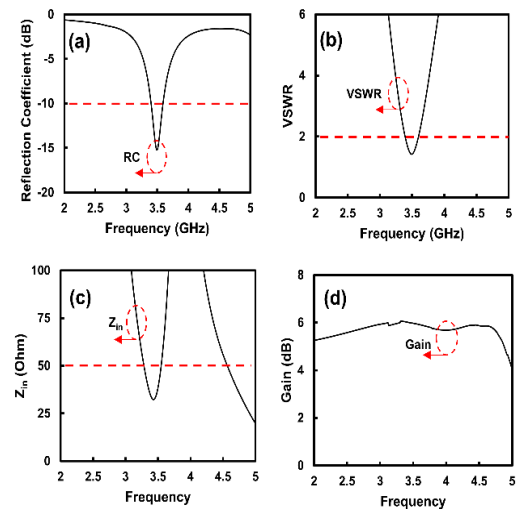 (a)
Reflection Coefficient (dB)
0
-5
-10
-15
-20
RC
2 2.5 3 3.5 4 4.5 5
Frequency (GHz)
(b)
VSWR
6
4
2
0
VSWR
2 2.5 3 3.5 4 4.5 5
Frequency (GHz)
(c)
Zin (Ohm)
100
75
50
25
0
Zin
2 2.5 3 3.5 4 4.5 5
Frequency
(d)
Gain (dB)
8
6
4
2
0
Gain
2 2.5 3 3.5 4 4.5 5
Frequency